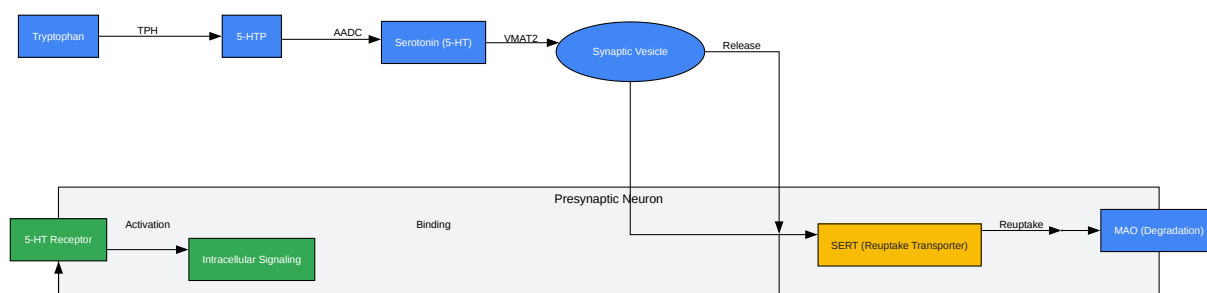 Tryptophan
TPH
5-HTP
AADC
Serotonin (5-HT)
VMAT2
Synaptic Vesicle
Release
Presynaptic Neuron
5-HT Receptor
Activation
Intracellular Signaling
Binding
SERT (Reuptake Transporter)
Reuptake
MAO (Degradation)